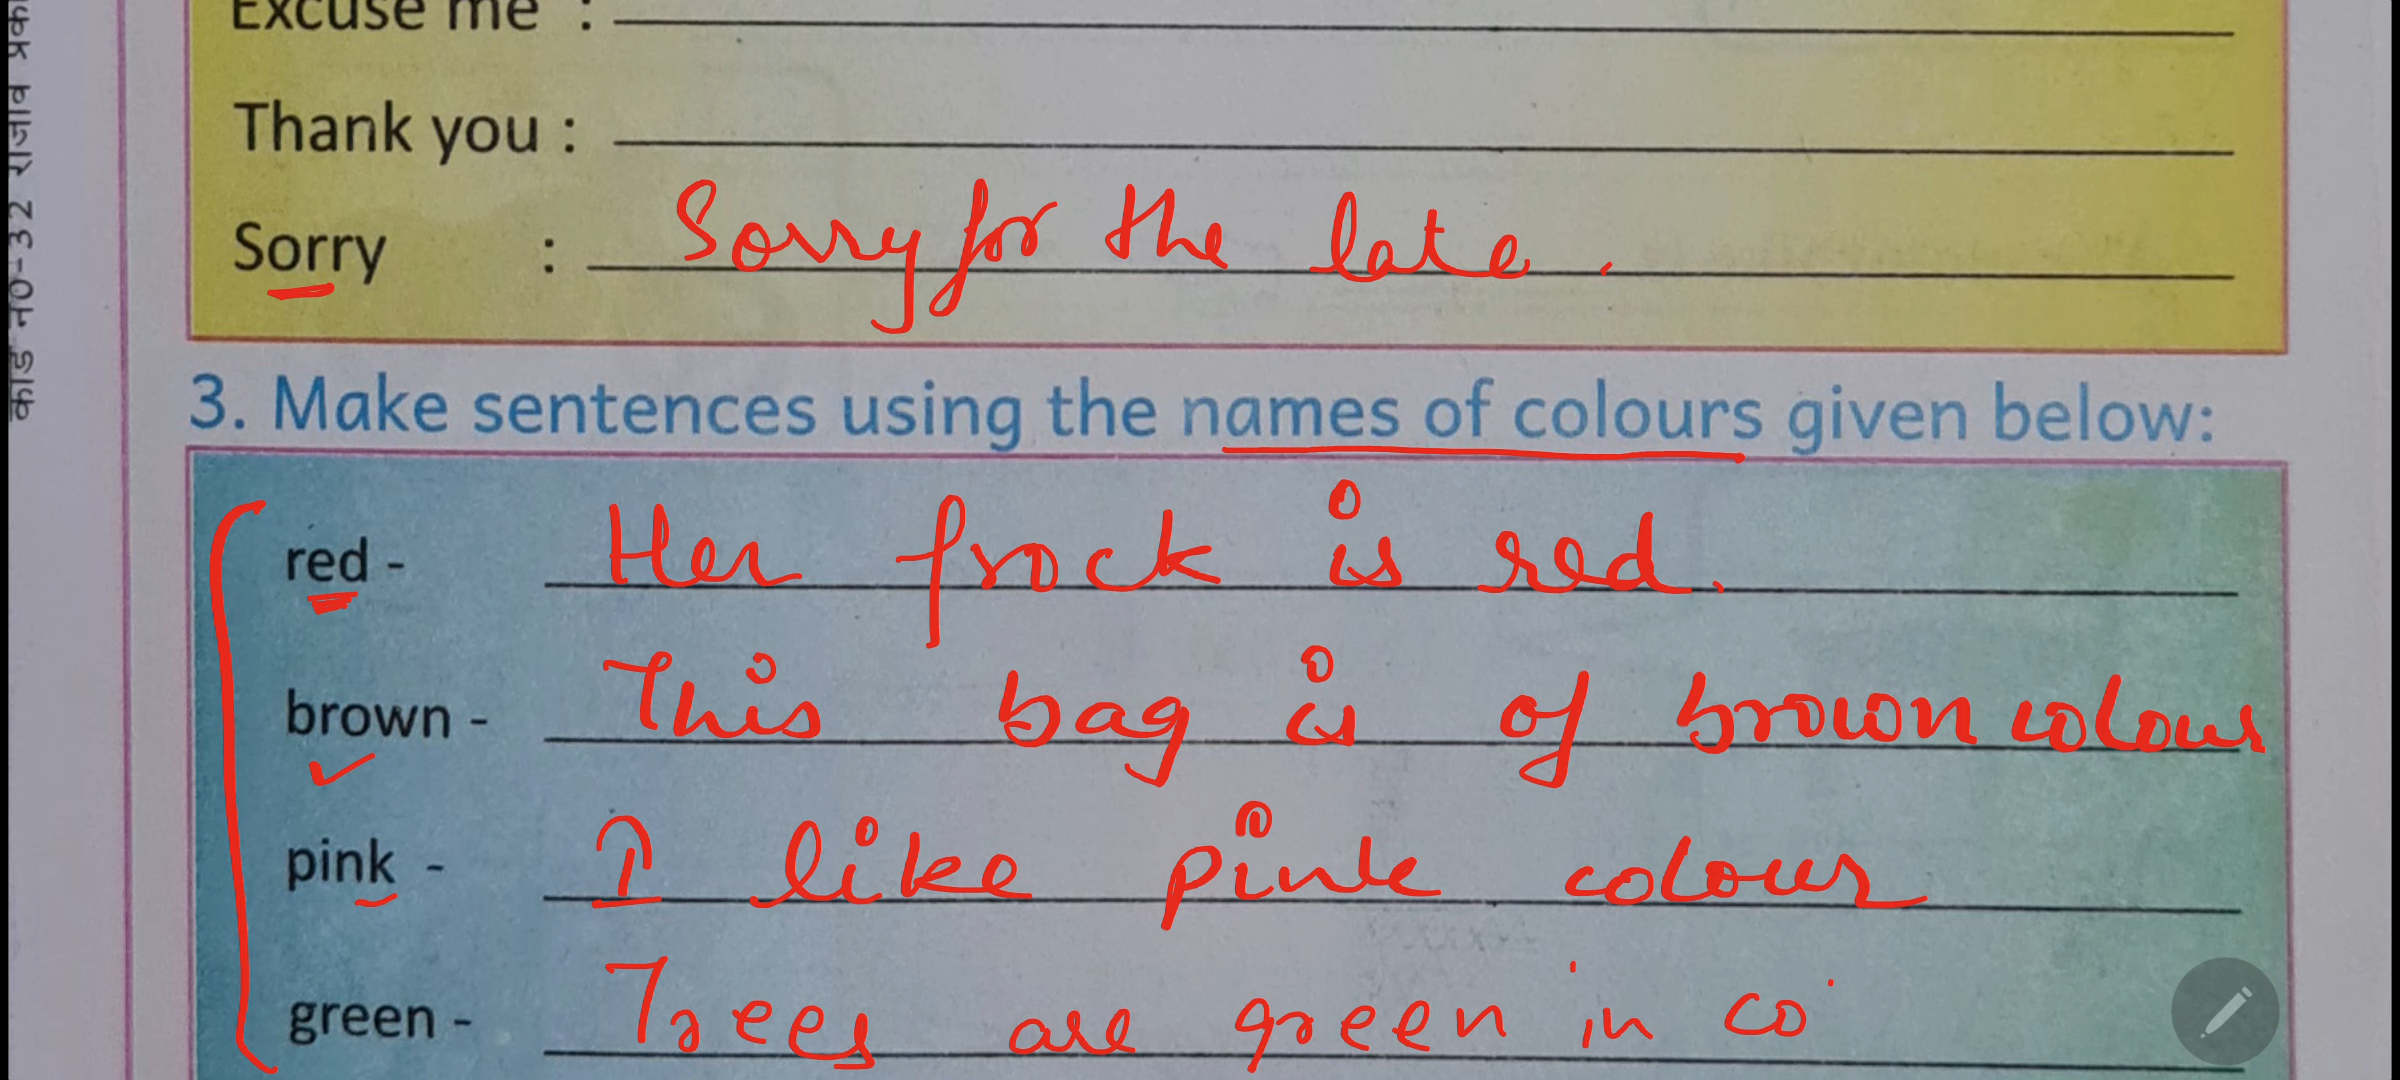 Excuse me :
Thank you :
Sorry : Sorry for the late .
3. Make sentences using the names of colours given below:
red - Her frock is red.
brown - This bag is of brown colour
pink - I like pink colour
green - Trees are green in co